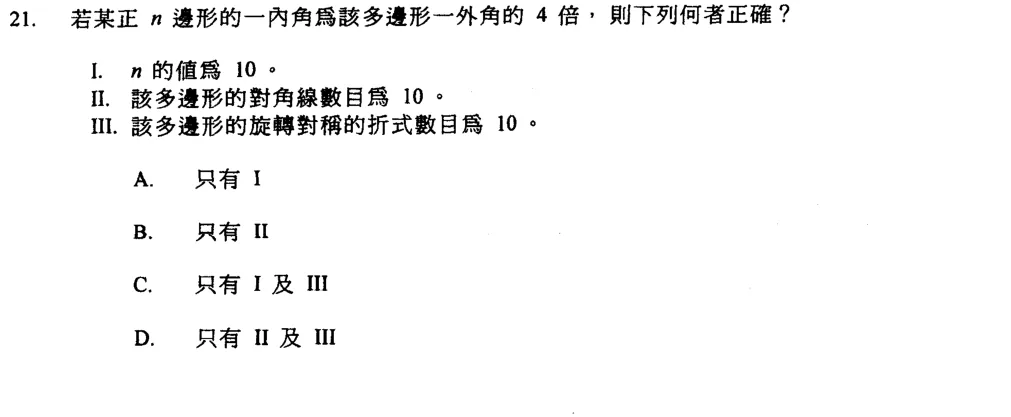 21. 若某正 n 邊形的一內角爲該多邊形一外角的 4 倍，則下列何者正確？
I. n 的值爲 10 。
II. 該多邊形的對角線數目爲 10 。
III. 該多邊形的旋轉對稱的折式數目爲 10 。
A. 只有 I
B. 只有 II
C. 只有 I 及 III
D. 只有 II 及 III